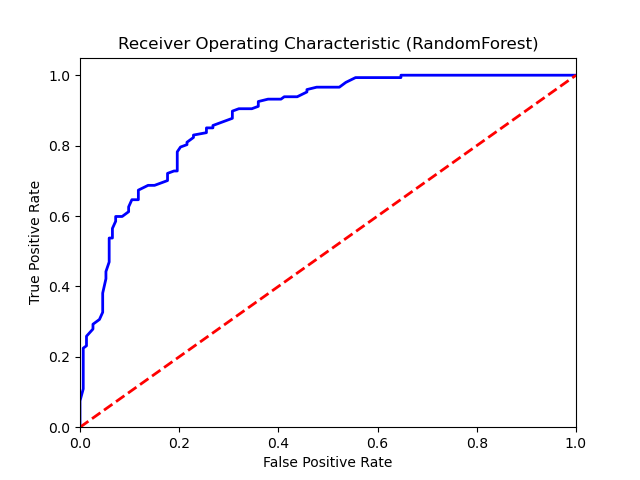 Receiver Operating Characteristic (RandomForest)
1.0
0.8
0.6
0.4
0.2
0.0
True Positive Rate
0.0 0.2 0.4 0.6 0.8 1.0
False Positive Rate